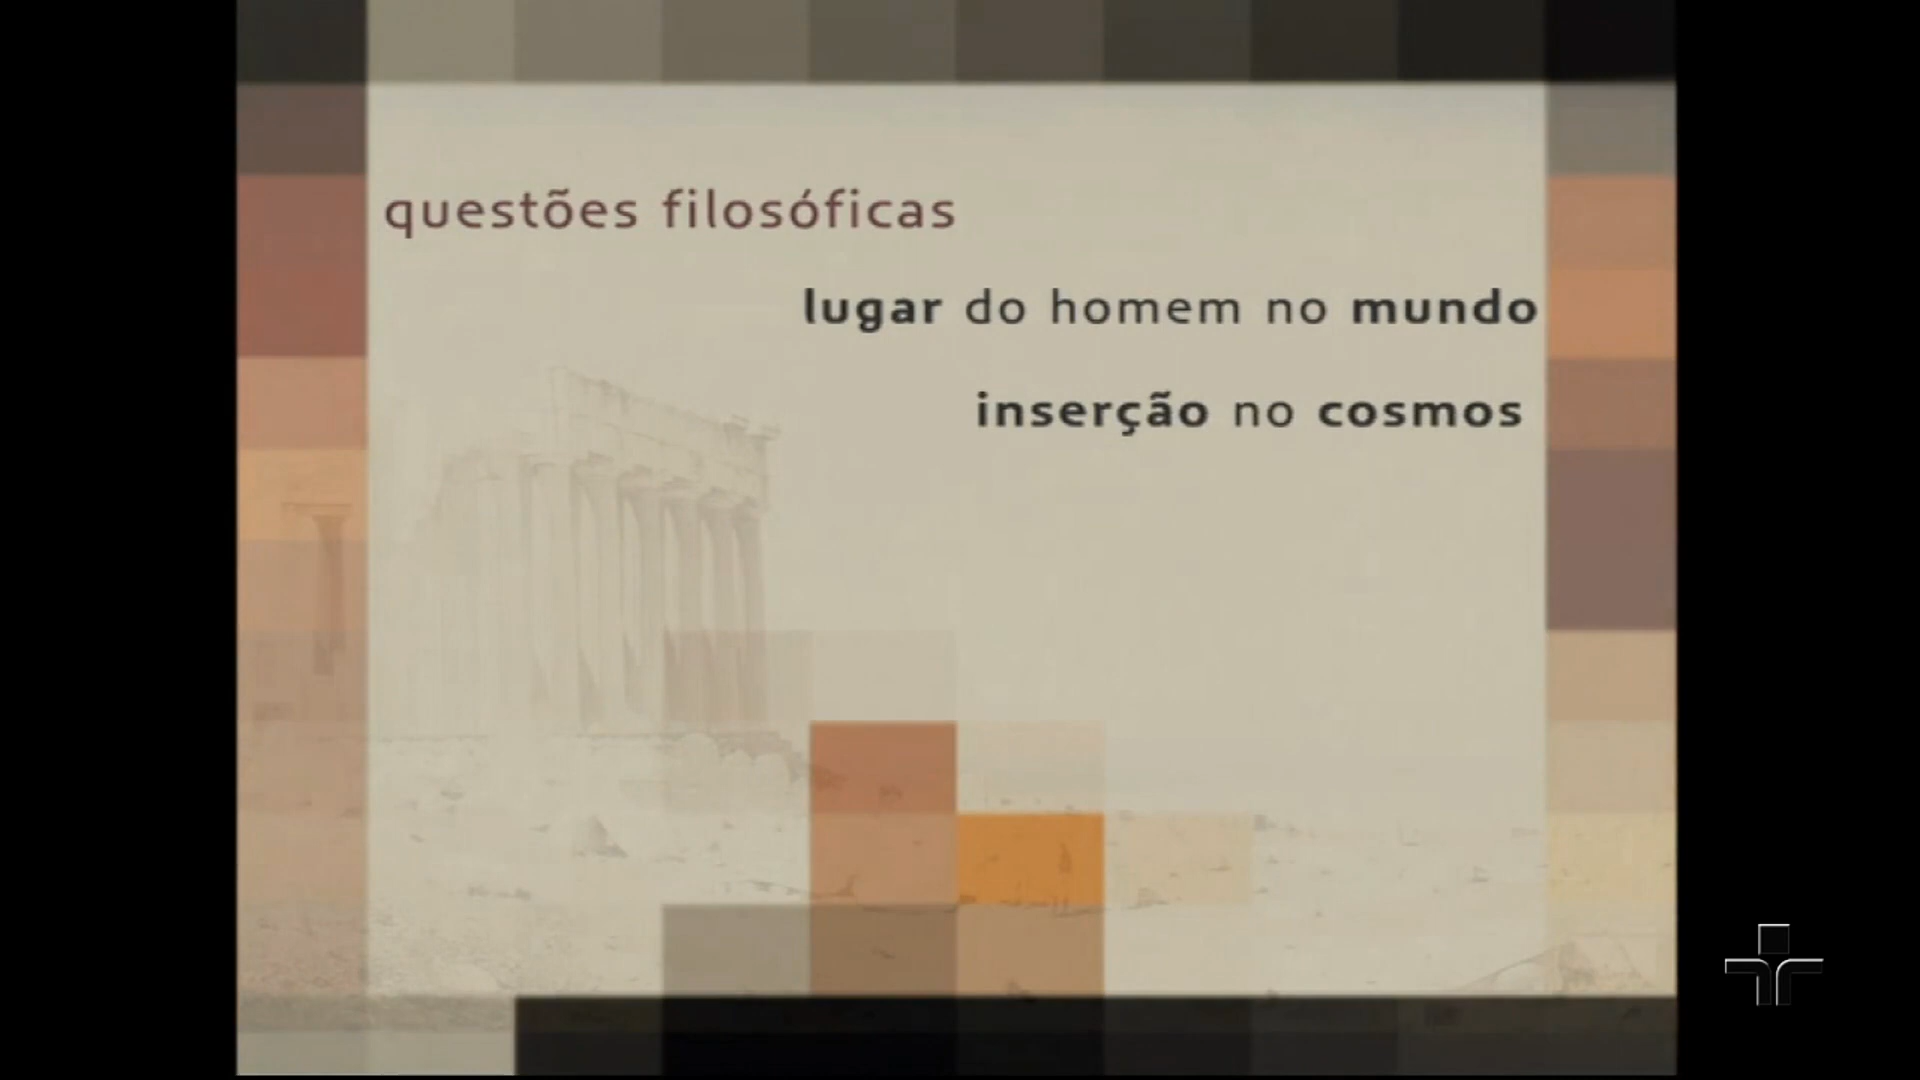 questões filosóficas
lugar do homem no mundo
inserção no cosmos